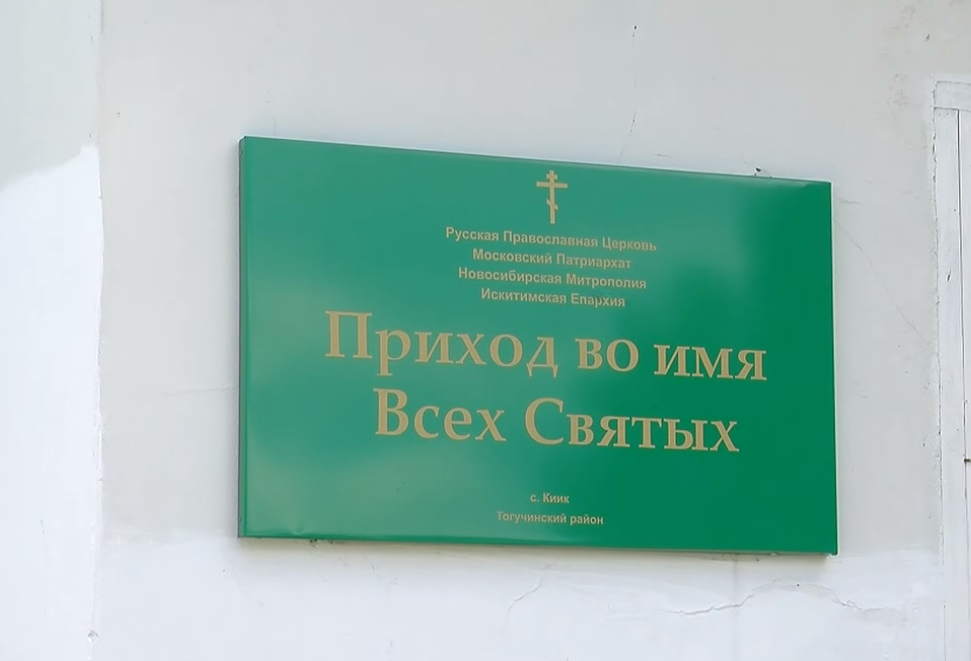 Русская Православная Церковь
Московский Патриархат
Новосибирская Митрополия
Искитимская Епархия
Приход во имя
Всех Святых
с. Киик
Тогучинский район